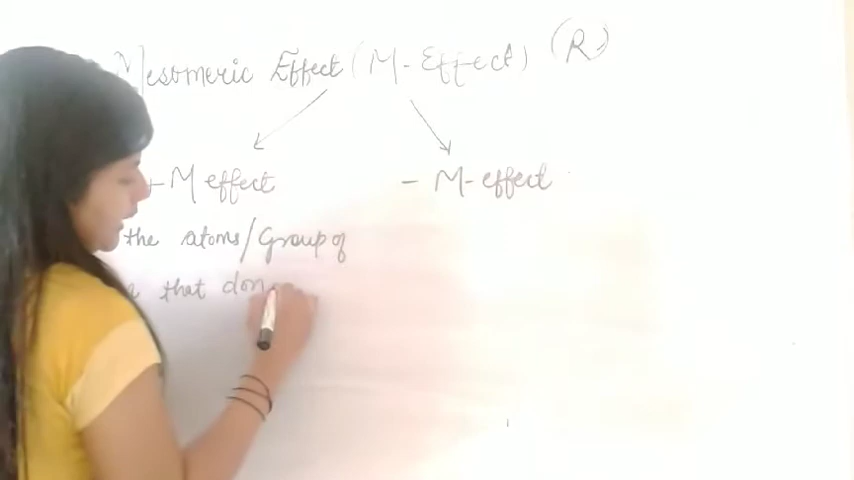 Mesomeric Effect (M-Effect) (R)
+M effect - M-effect
the atoms/Group of
that don